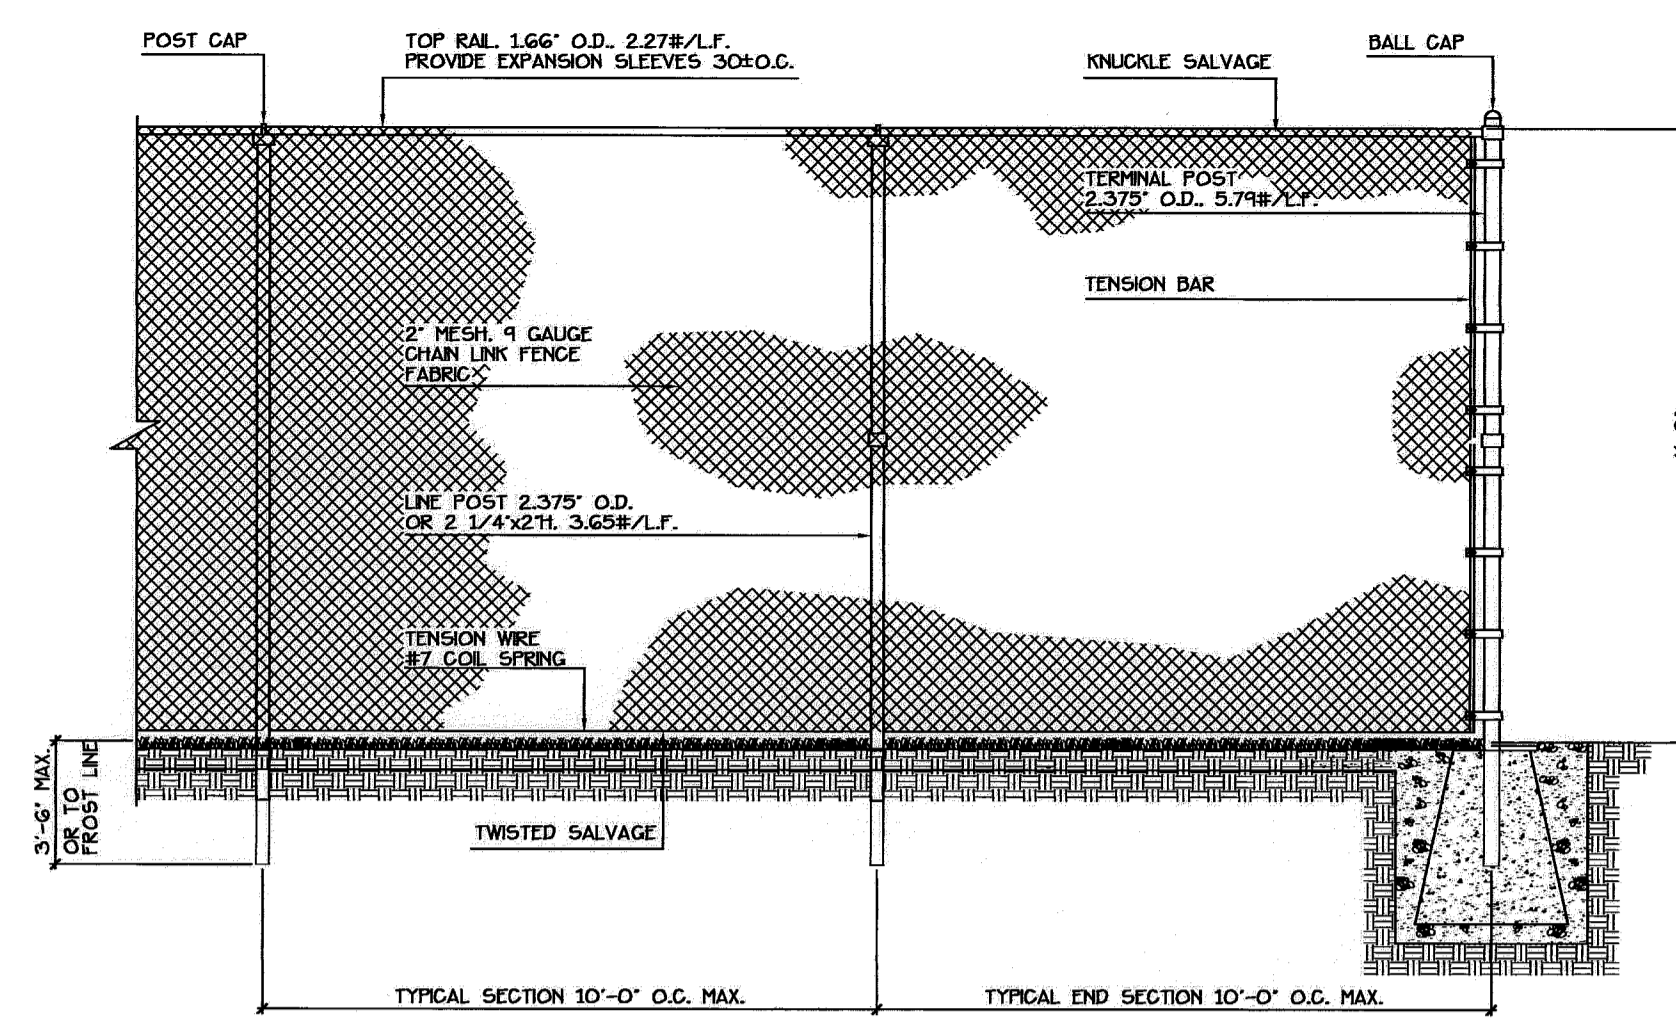 POST CAP
TOP RAIL. 1.66" O.D.. 2.27#/L.F.
PROVIDE EXPANSION SLEEVES 30±O.C.
KNUCKLE SALVAGE
BALL CAP
TERMINAL POST
2.375" O.D.. 5.79#/L.F.
TENSION BAR
2" MESH. 9 GAUGE
CHAIN LINK FENCE
FABRIC
LINE POST 2.375" O.D.
OR 2 1/4"x2"H. 3.65#/L.F.
TENSION WIRE
#7 COIL SPRING
3'-6" MAX.
OR TO
FROST LINE
TWISTED SALVAGE
TYPICAL SECTION 10'-0" O.C. MAX.
TYPICAL END SECTION 10'-0" O.C. MAX.